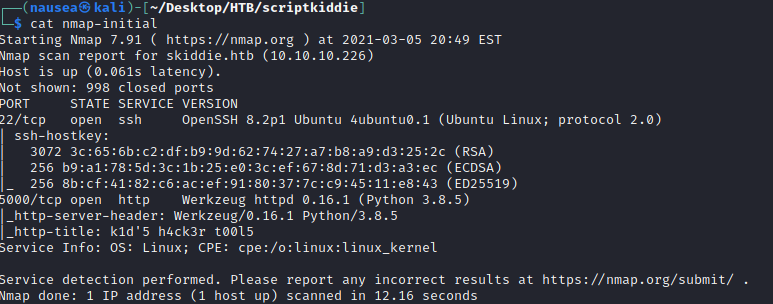 ┌──(nausea㉿kali)-[~/Desktop/HTB/scriptkiddie]
└─$ cat nmap-initial
Starting Nmap 7.91 ( https://nmap.org ) at 2021-03-05 20:49 EST
Nmap scan report for skiddie.htb (10.10.10.226)
Host is up (0.061s latency).
Not shown: 998 closed ports
PORT     STATE SERVICE VERSION
22/tcp   open  ssh     OpenSSH 8.2p1 Ubuntu 4ubuntu0.1 (Ubuntu Linux; protocol 2.0)
| ssh-hostkey:
|   3072 3c:65:6b:c2:df:b9:9d:62:74:27:a7:b8:a9:d3:25:2c (RSA)
|   256 b9:a1:78:5d:3c:1b:25:e0:3c:ef:67:8d:71:d3:a3:ec (ECDSA)
|_  256 8b:cf:41:82:c6:ac:ef:91:80:37:7c:c9:45:11:e8:43 (ED25519)
5000/tcp open  http    Werkzeug httpd 0.16.1 (Python 3.8.5)
|_http-server-header: Werkzeug/0.16.1 Python/3.8.5
|_http-title: k1d'5 h4ck3r t00l5
Service Info: OS: Linux; CPE: cpe:/o:linux:linux_kernel

Service detection performed. Please report any incorrect results at https://nmap.org/submit/ .
Nmap done: 1 IP address (1 host up) scanned in 12.16 seconds